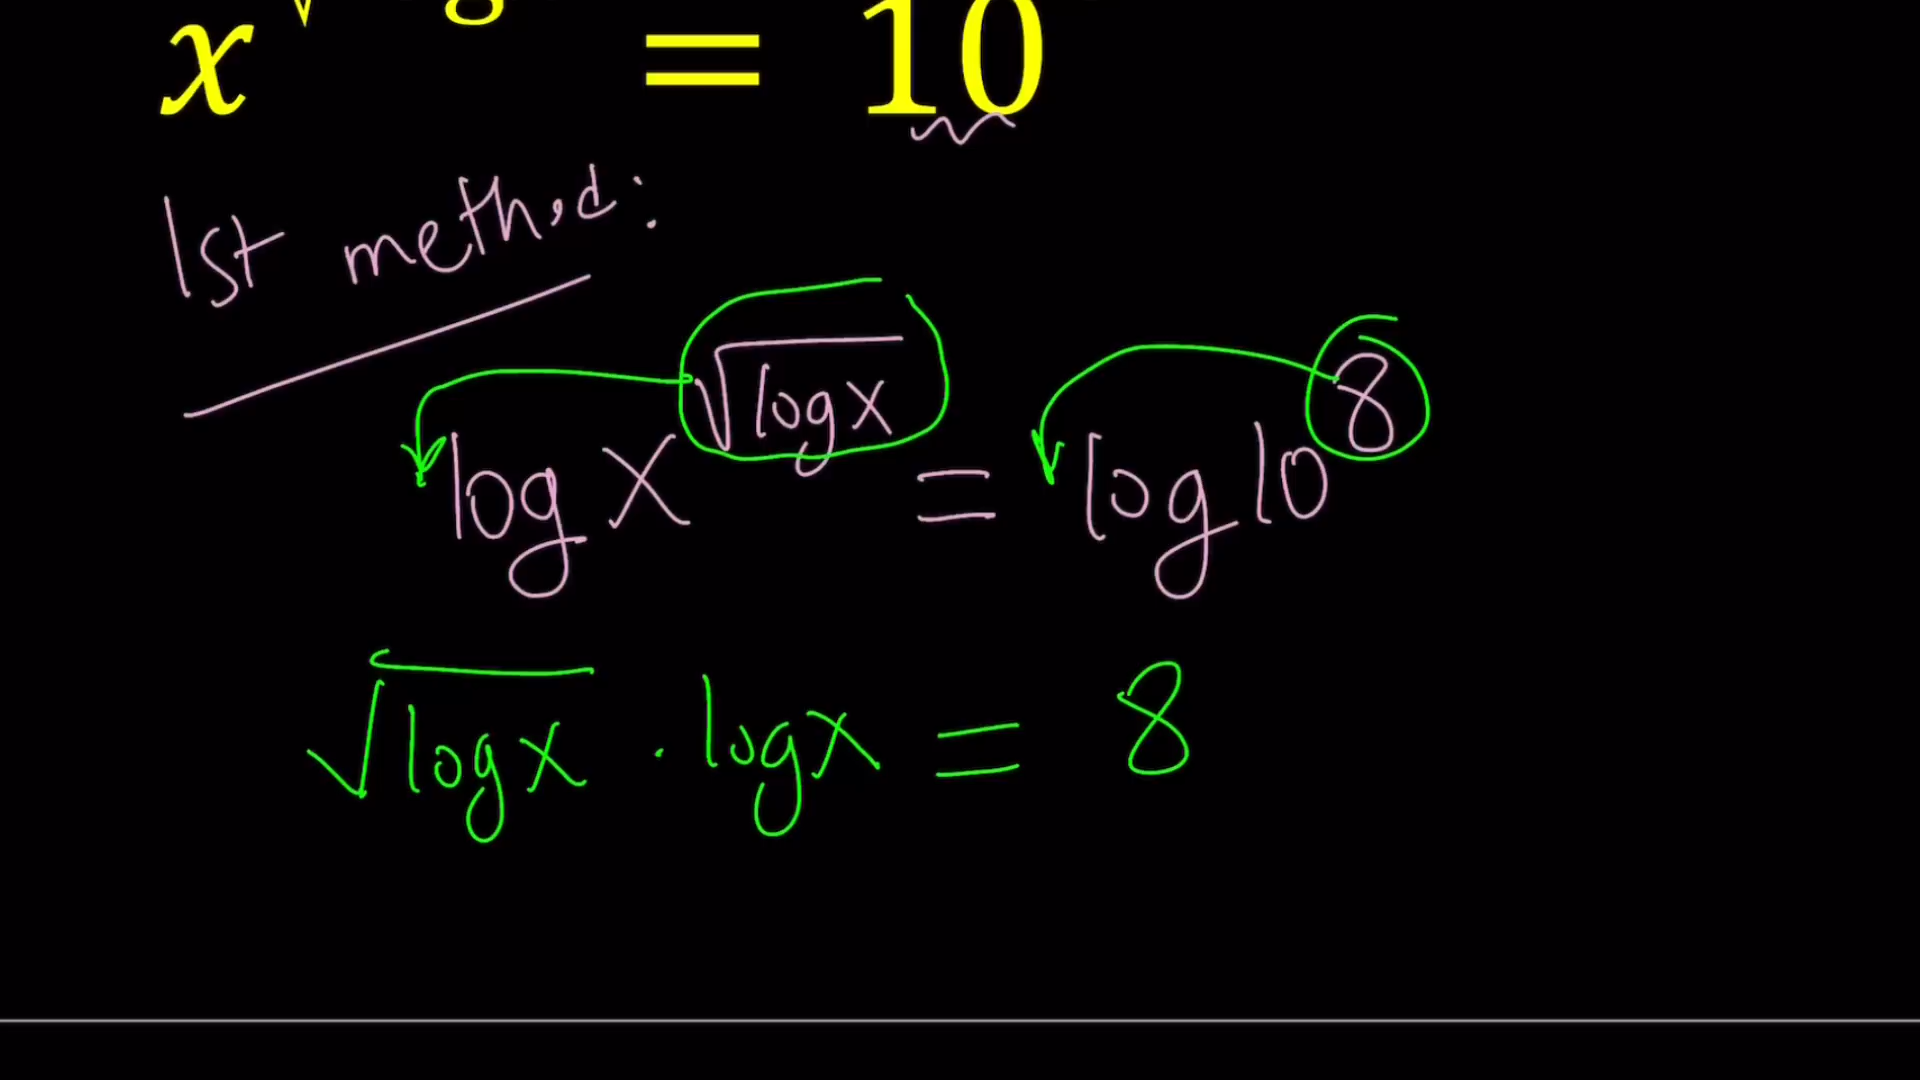 x^√ g = 10
1st method:
log x^√(log x) = log 10^8
√(log x) · log x = 8